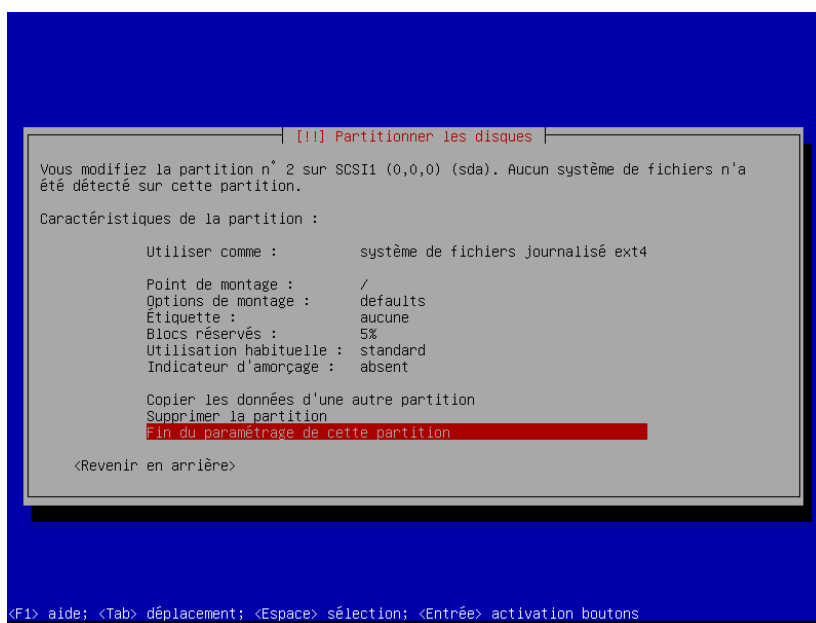 [!!] Partitionner les disques
Vous modifiez la partition n° 2 sur SCSI1 (0,0,0) (sda). Aucun système de fichiers n'a
été détecté sur cette partition.
Caractéristiques de la partition :
Utiliser comme : système de fichiers journalisé ext4
Point de montage : /
Options de montage : defaults
Étiquette : aucune
Blocs réservés : 5%
Utilisation habituelle : standard
Indicateur d'amorçage : absent
Copier les données d'une autre partition
Supprimer la partition
Fin du paramétrage de cette partition
<Revenir en arrière>
<F1> aide; <Tab> déplacement; <Espace> sélection; <Entrée> activation boutons